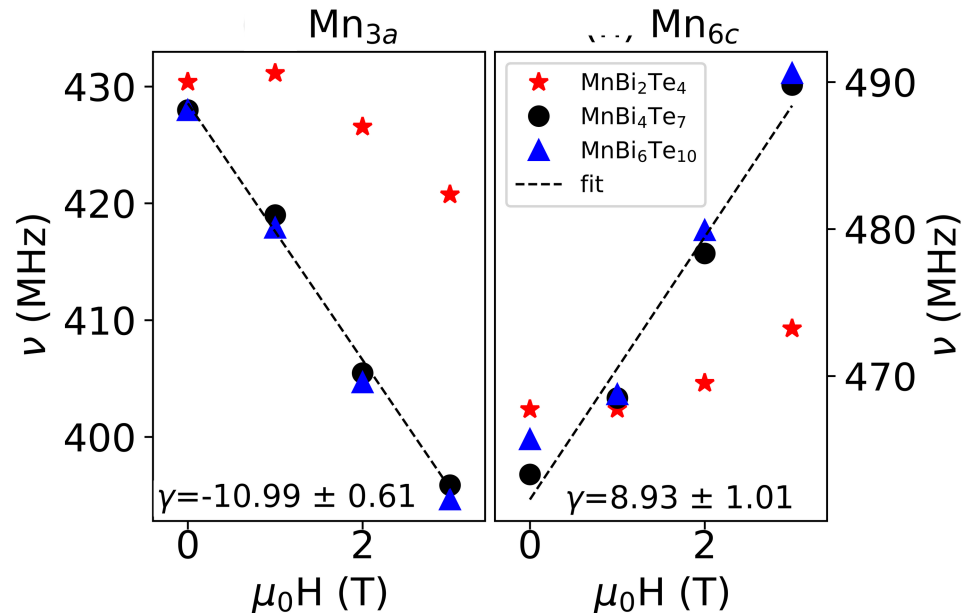 Mn₃ₐ
Mn₆c
430
420
410
400
ν (MHz)
γ=-10.99 ± 0.61
0
2
μ₀H (T)
MnBi₂Te₄
MnBi₄Te₇
MnBi₆Te₁₀
fit
γ=8.93 ± 1.01
0
2
μ₀H (T)
490
480
470
ν (MHz)